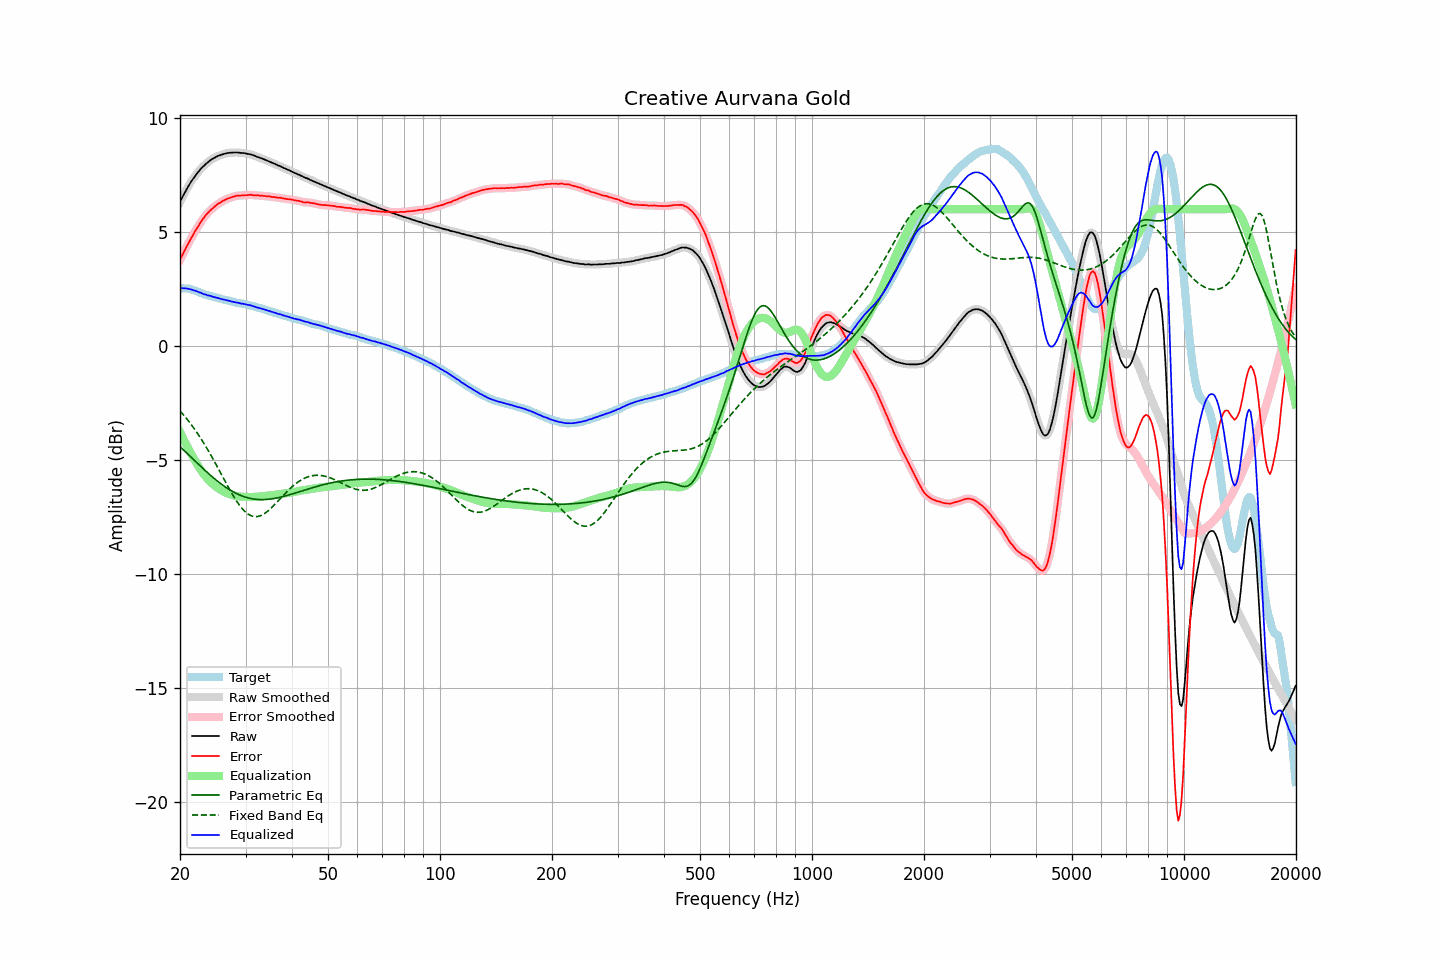 Creative Aurvana Gold
10
5
0
−5
−10
−15
−20
Amplitude (dBr)
Target
Raw Smoothed
Error Smoothed
Raw
Error
Equalization
Parametric Eq
Fixed Band Eq
Equalized
20 50 100 200 500 1000 2000 5000 10000 20000
Frequency (Hz)